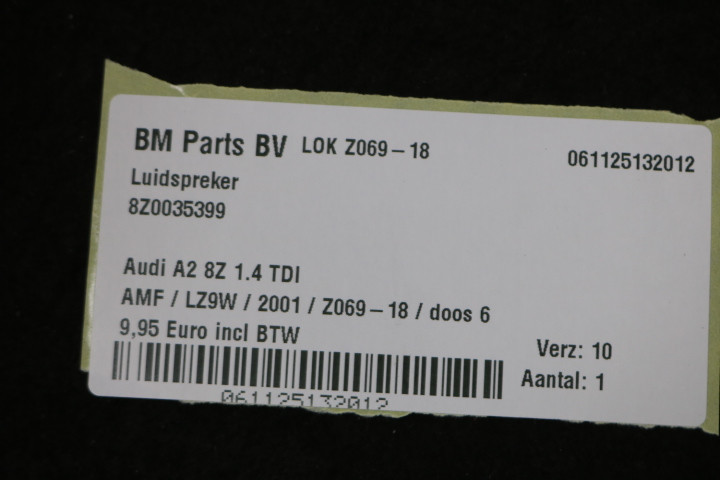 BM Parts BV LOK Z069-18 061125132012
Luidspreker
8Z0035399
Audi A2 8Z 1.4 TDI
AMF / LZ9W / 2001 / Z069-18 / doos 6
9,95 Euro incl BTW
Verz: 10
Aantal: 1
061125132012